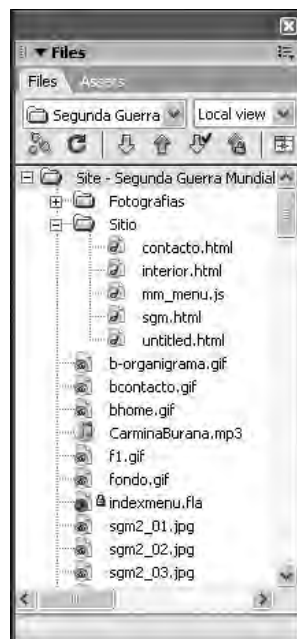 Files
Files Assets
Segunda Guerra Local view
Site - Segunda Guerra Mundial
Fotografias
Sitio
contacto.html
interior.html
mm_menu.js
sgm.html
untitled.html
b-organigrama.gif
bcontacto.gif
bhome.gif
CarminaBurana.mp3
f1.gif
fondo.gif
indexmenu.fla
sgm2_01.jpg
sgm2_02.jpg
sgm2_03.jpg